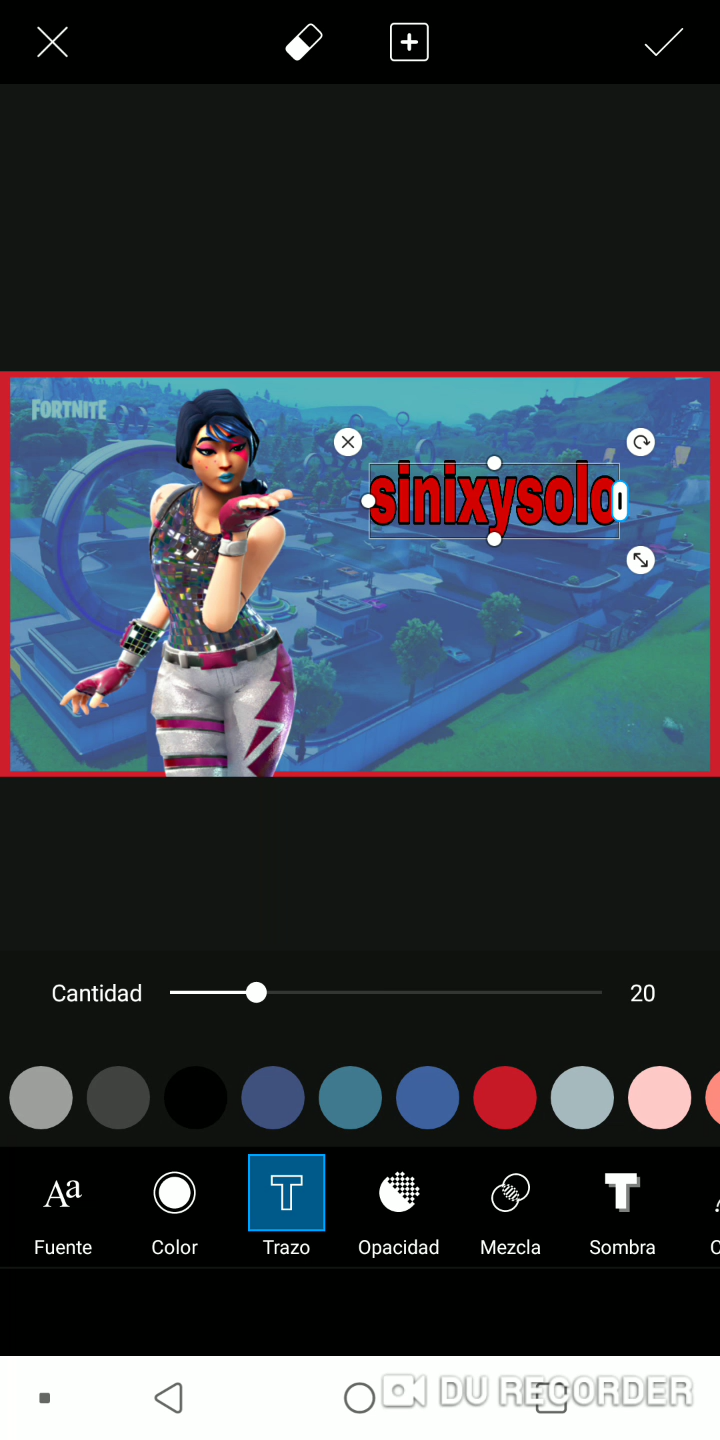 FORTNITE
sinixysolo
Cantidad 20
Fuente Color Trazo Opacidad Mezcla Sombra
DU RECORDER